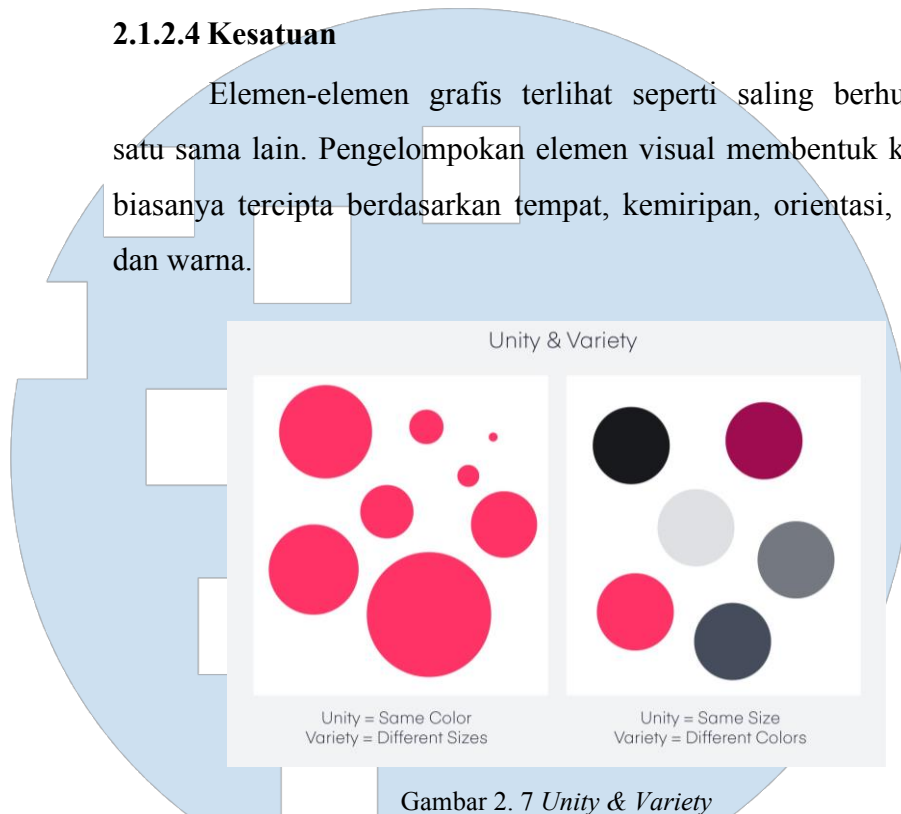 2.1.2.4 Kesatuan
Elemen-elemen grafis terlihat seperti saling
satu sama lain. Pengelompokan elemen visual membentuk
biasanya tercipta berdasarkan tempat, kemiripan, orientasi,
dan warna.
Unity & Variety
Unity = Same Color
Variety = Different Sizes
Unity = Same Size
Variety = Different Colors
Gambar 2. 7 Unity & Variety